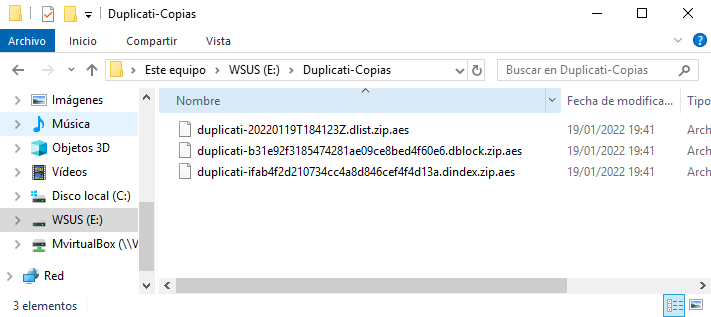 Duplicati-Copias
Archivo Inicio Compartir Vista
Este equipo WSUS (E:) Duplicati-Copias Buscar en Duplicati-Copias
Nombre Fecha de modifica... Tipo
Imágenes
Música
Objetos 3D
Vídeos
Disco local (C:)
WSUS (E:)
MvirtualBox (\\V
Red
duplicati-20220119T184123Z.dlist.zip.aes 19/01/2022 19:41 Arch
duplicati-b31e92f3185474281ae09ce8bed4f60e6.dblock.zip.aes 19/01/2022 19:41 Arch
duplicati-ifab4f2d210734cc4a8d846cef4f4d13a.dindex.zip.aes 19/01/2022 19:41 Arch
3 elementos